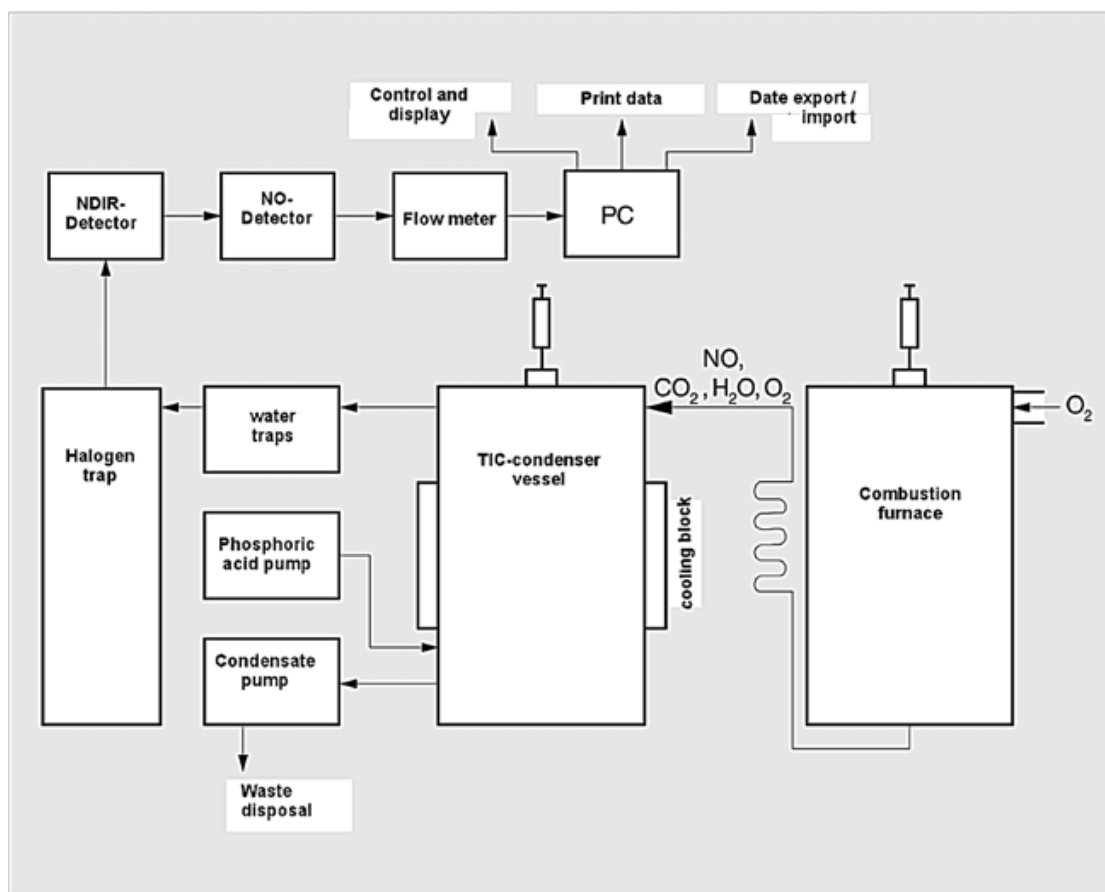 Control and
display
Print data
Date export /
import
NDIR-
Detector
NO-
Detector
Flow meter
PC
NO,
CO₂, H₂O, O₂
O₂
Halogen
trap
water
traps
TIC-condenser
vessel
cooling block
Combustion
furnace
Phosphoric
acid pump
Condensate
pump
Waste
disposal